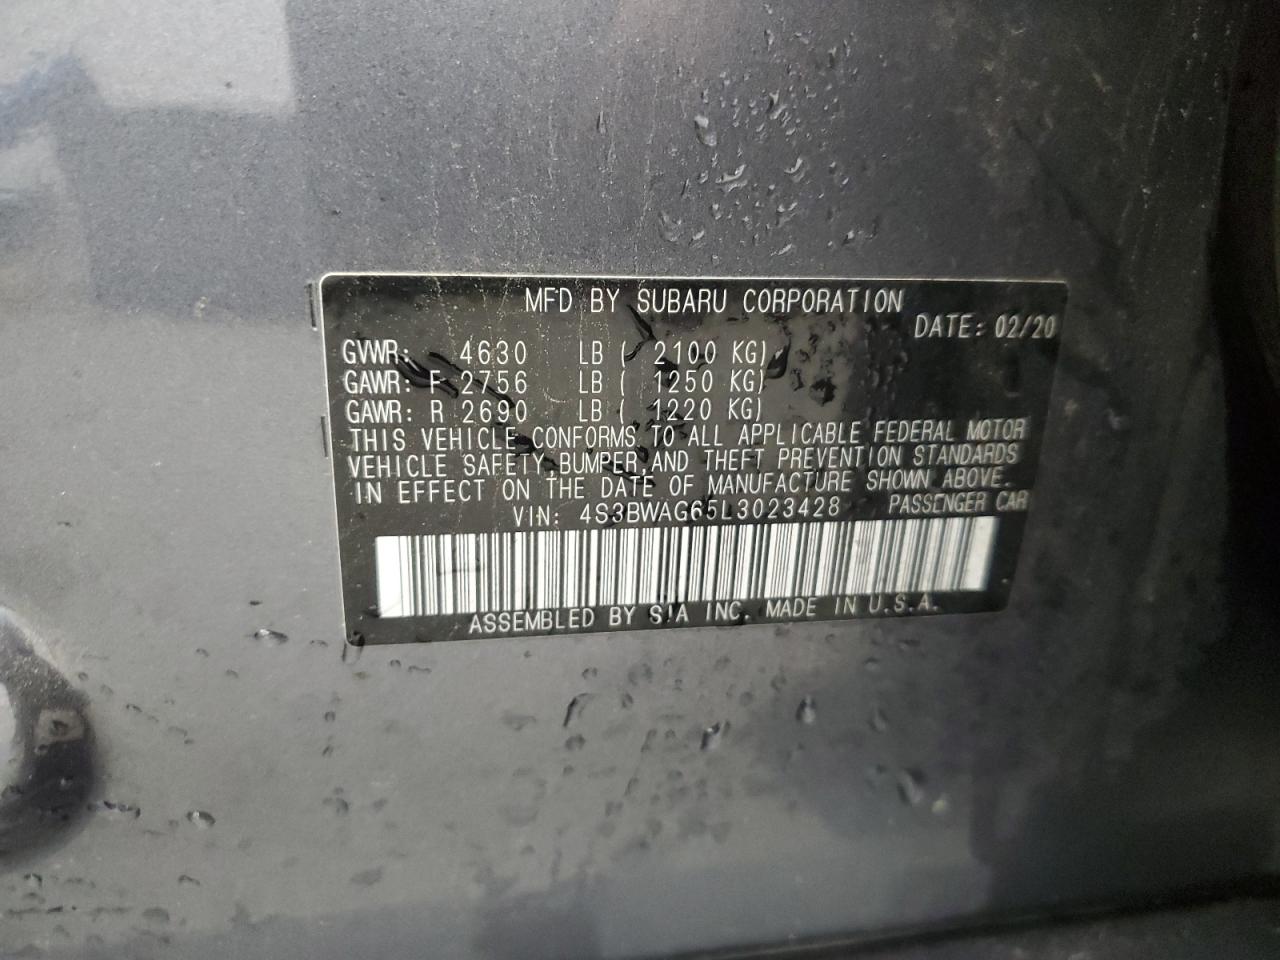 MFD BY SUBARU CORPORATION
DATE: 02/20
GVWR: 4630 LB ( 2100 KG)
GAWR: F 2756 LB ( 1250 KG)
GAWR: R 2690 LB ( 1220 KG)
THIS VEHICLE CONFORMS TO ALL APPLICABLE FEDERAL MOTOR
VEHICLE SAFETY, BUMPER, AND THEFT PREVENTION STANDARDS
IN EFFECT ON THE DATE OF MANUFACTURE SHOWN ABOVE.
VIN: 4S3BWAG65L3023428 PASSENGER CAR
ASSEMBLED BY SIA INC. MADE IN U.S.A.